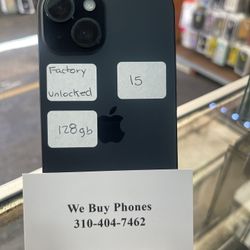 Factory
unlocked
15
128gb
We Buy Phones
310-404-7462